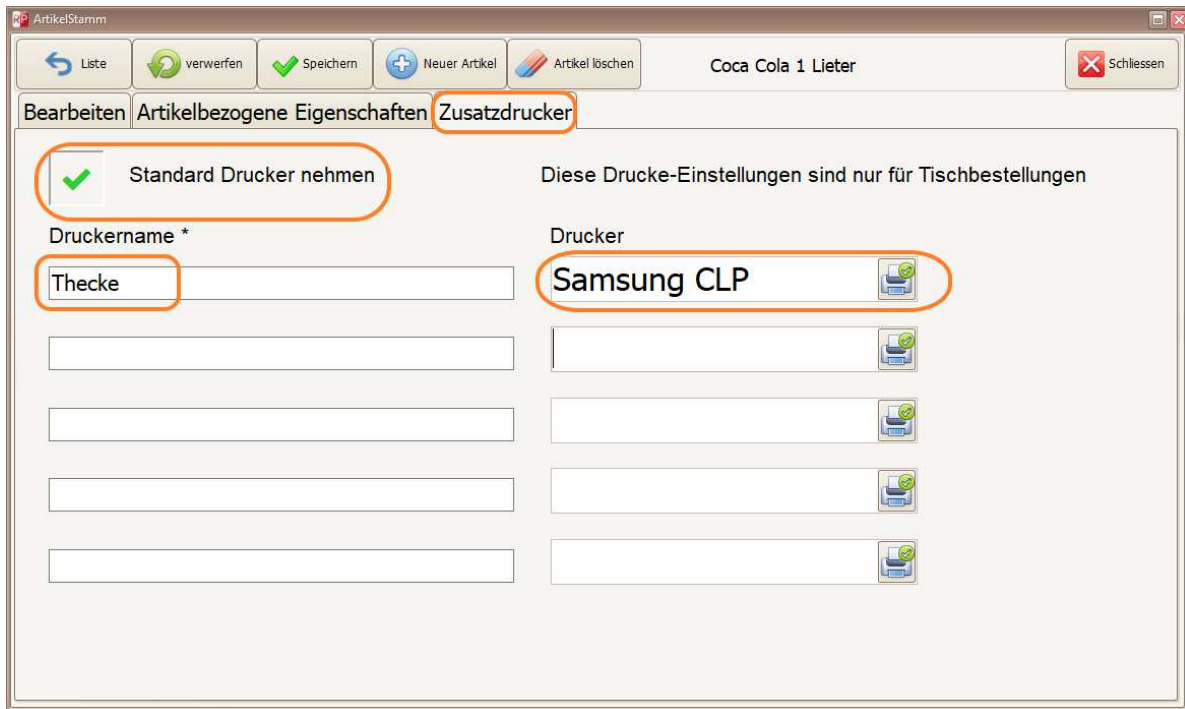 RP ArtikelStamm
Liste verwerfen Speichern Neuer Artikel Artikel löschen Coca Cola 1 Lieter Schliessen
Bearbeiten Artikelbezogene Eigenschaften Zusatzdrucker
Standard Drucker nehmen Diese Drucke-Einstellungen sind nur für Tischbestellungen
Druckername * Drucker
Thecke Samsung CLP